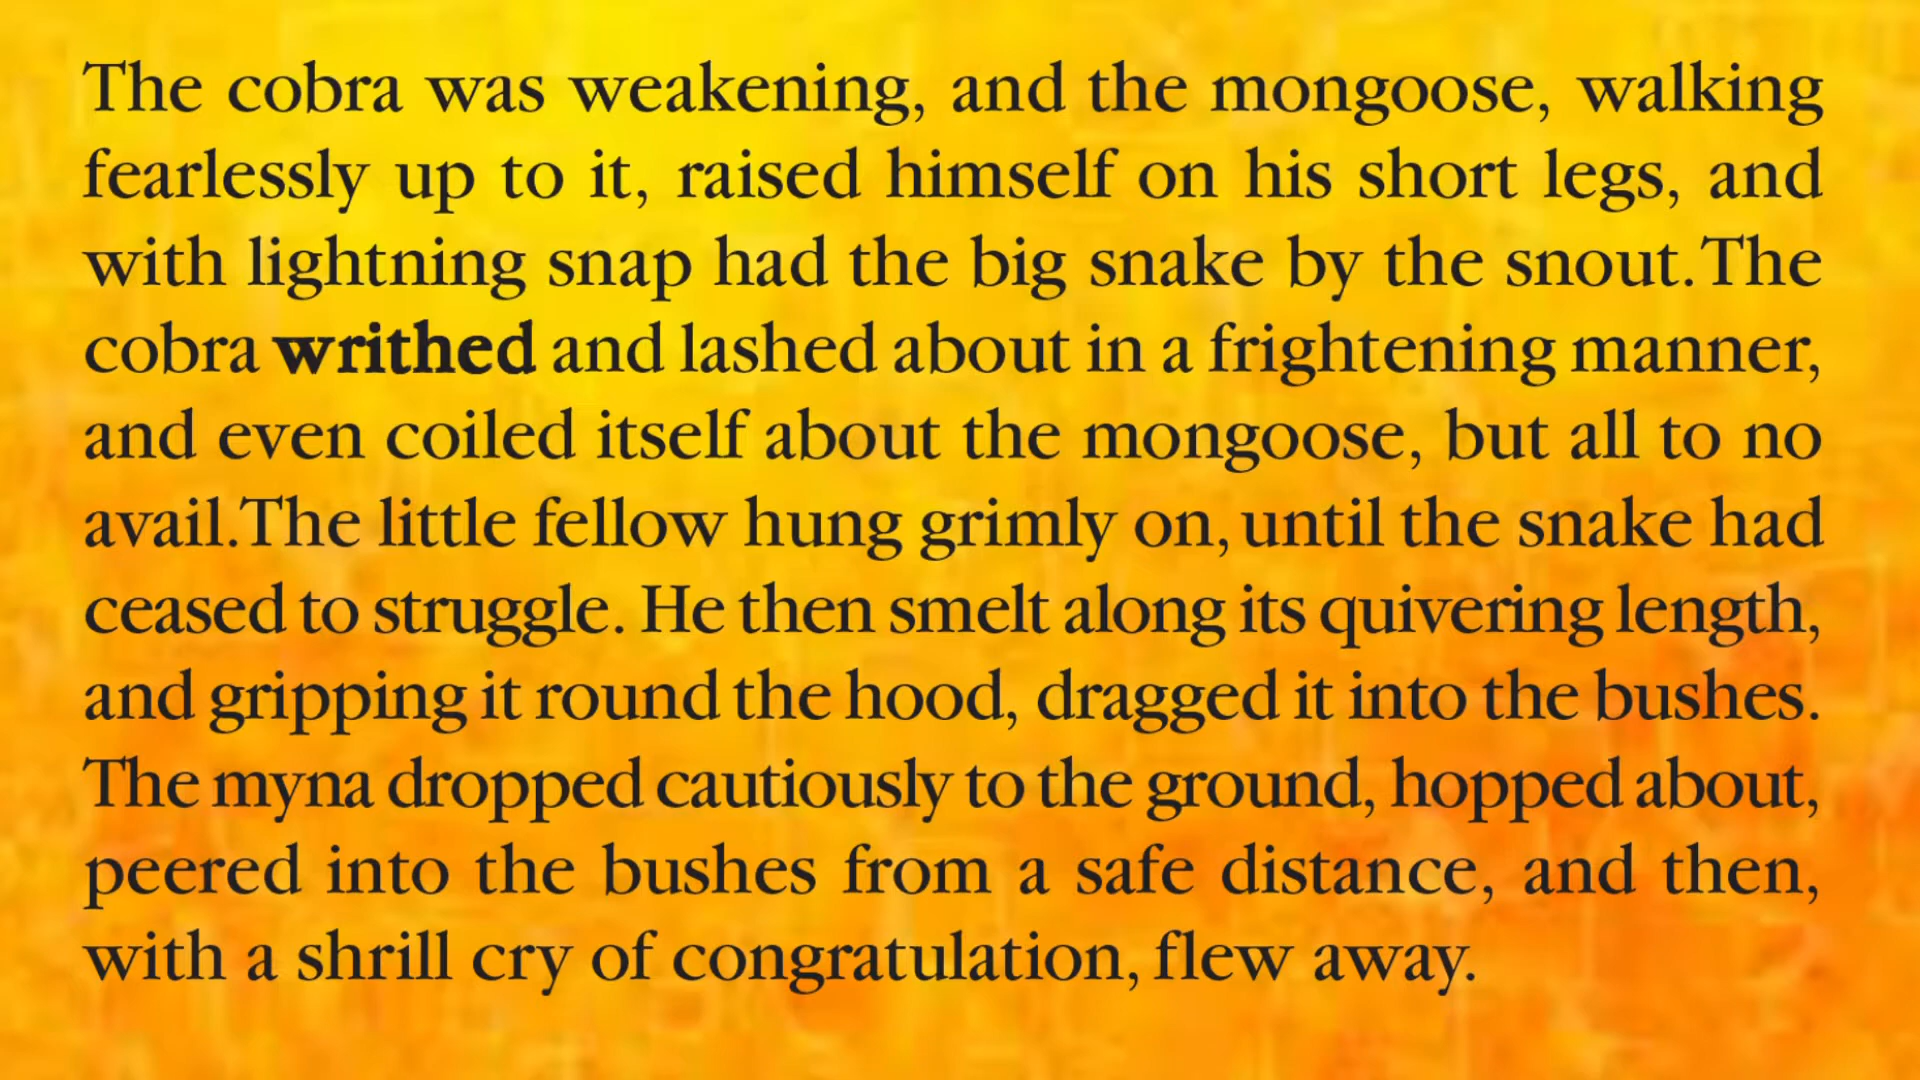 The cobra was weakening, and the mongoose, walking
fearlessly up to it, raised himself on his short legs, and
with lightning snap had the big snake by the snout. The
cobra writhed and lashed about in a frightening manner,
and even coiled itself about the mongoose, but all to no
avail. The little fellow hung grimly on, until the snake had
ceased to struggle. He then smelt along its quivering length,
and gripping it round the hood, dragged it into the bushes.
The myna dropped cautiously to the ground, hopped about,
peered into the bushes from a safe distance, and then,
with a shrill cry of congratulation, flew away.